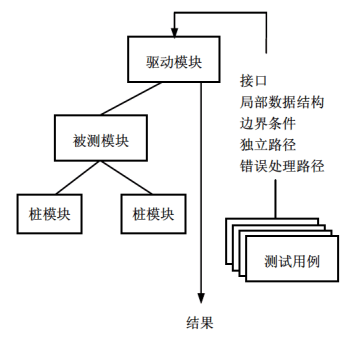 驱动模块
接口
局部数据结构
被测模块
边界条件
独立路径
错误处理路径
桩模块
桩模块
测试用例
结果